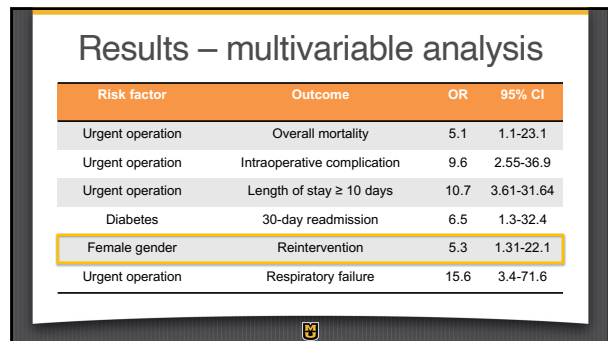 Results – multivariable analysis
Risk factor Outcome OR 95% CI
Urgent operation Overall mortality 5.1 1.1-23.1
Urgent operation Intraoperative complication 9.6 2.55-36.9
Urgent operation Length of stay ≥ 10 days 10.7 3.61-31.64
Diabetes 30-day readmission 6.5 1.3-32.4
Female gender Reintervention 5.3 1.31-22.1
Urgent operation Respiratory failure 15.6 3.4-71.6
MU